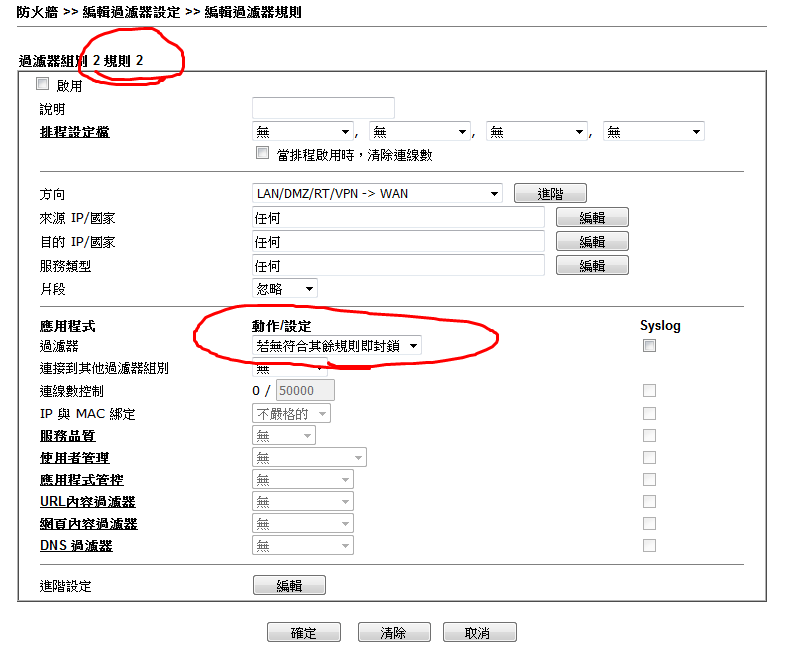 防火牆 >> 編輯過濾器設定 >> 編輯過濾器規則
過濾器組別 2 規則 2
啟用
說明
排程設定檔 無 , 無 , 無 , 無
當排程啟用時，清除連線數
方向 LAN/DMZ/RT/VPN -> WAN 進階
來源 IP/國家 任何 編輯
目的 IP/國家 任何 編輯
服務類型 任何 編輯
片段 忽略
應用程式 動作/設定 Syslog
過濾器 若無符合其餘規則即封鎖
連接到其他過濾器組別 無
連線數控制 0 / 50000
IP 與 MAC 綁定 不嚴格的
服務品質 無
使用者管理 無
應用程式管控 無
URL內容過濾器 無
網頁內容過濾器 無
DNS 過濾器 無
進階設定 編輯
確定 清除 取消